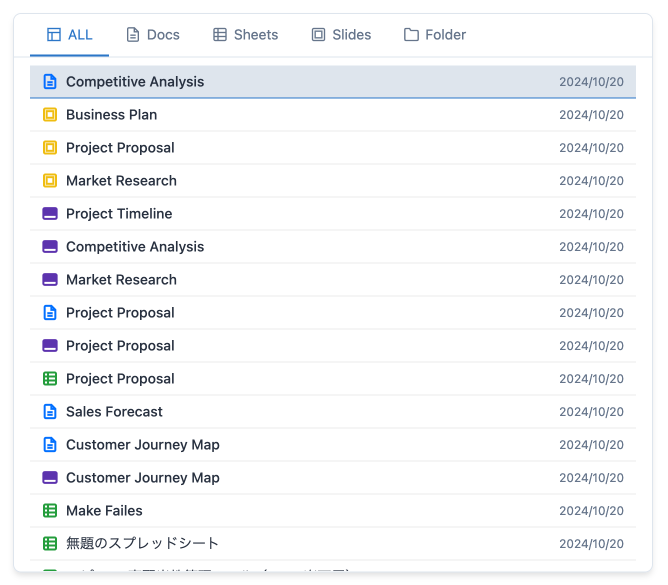 ALL Docs Sheets Slides Folder
Competitive Analysis 2024/10/20
Business Plan 2024/10/20
Project Proposal 2024/10/20
Market Research 2024/10/20
Project Timeline 2024/10/20
Competitive Analysis 2024/10/20
Market Research 2024/10/20
Project Proposal 2024/10/20
Project Proposal 2024/10/20
Project Proposal 2024/10/20
Sales Forecast 2024/10/20
Customer Journey Map 2024/10/20
Customer Journey Map 2024/10/20
Make Failes 2024/10/20
無題のスプレッドシート 2024/10/20